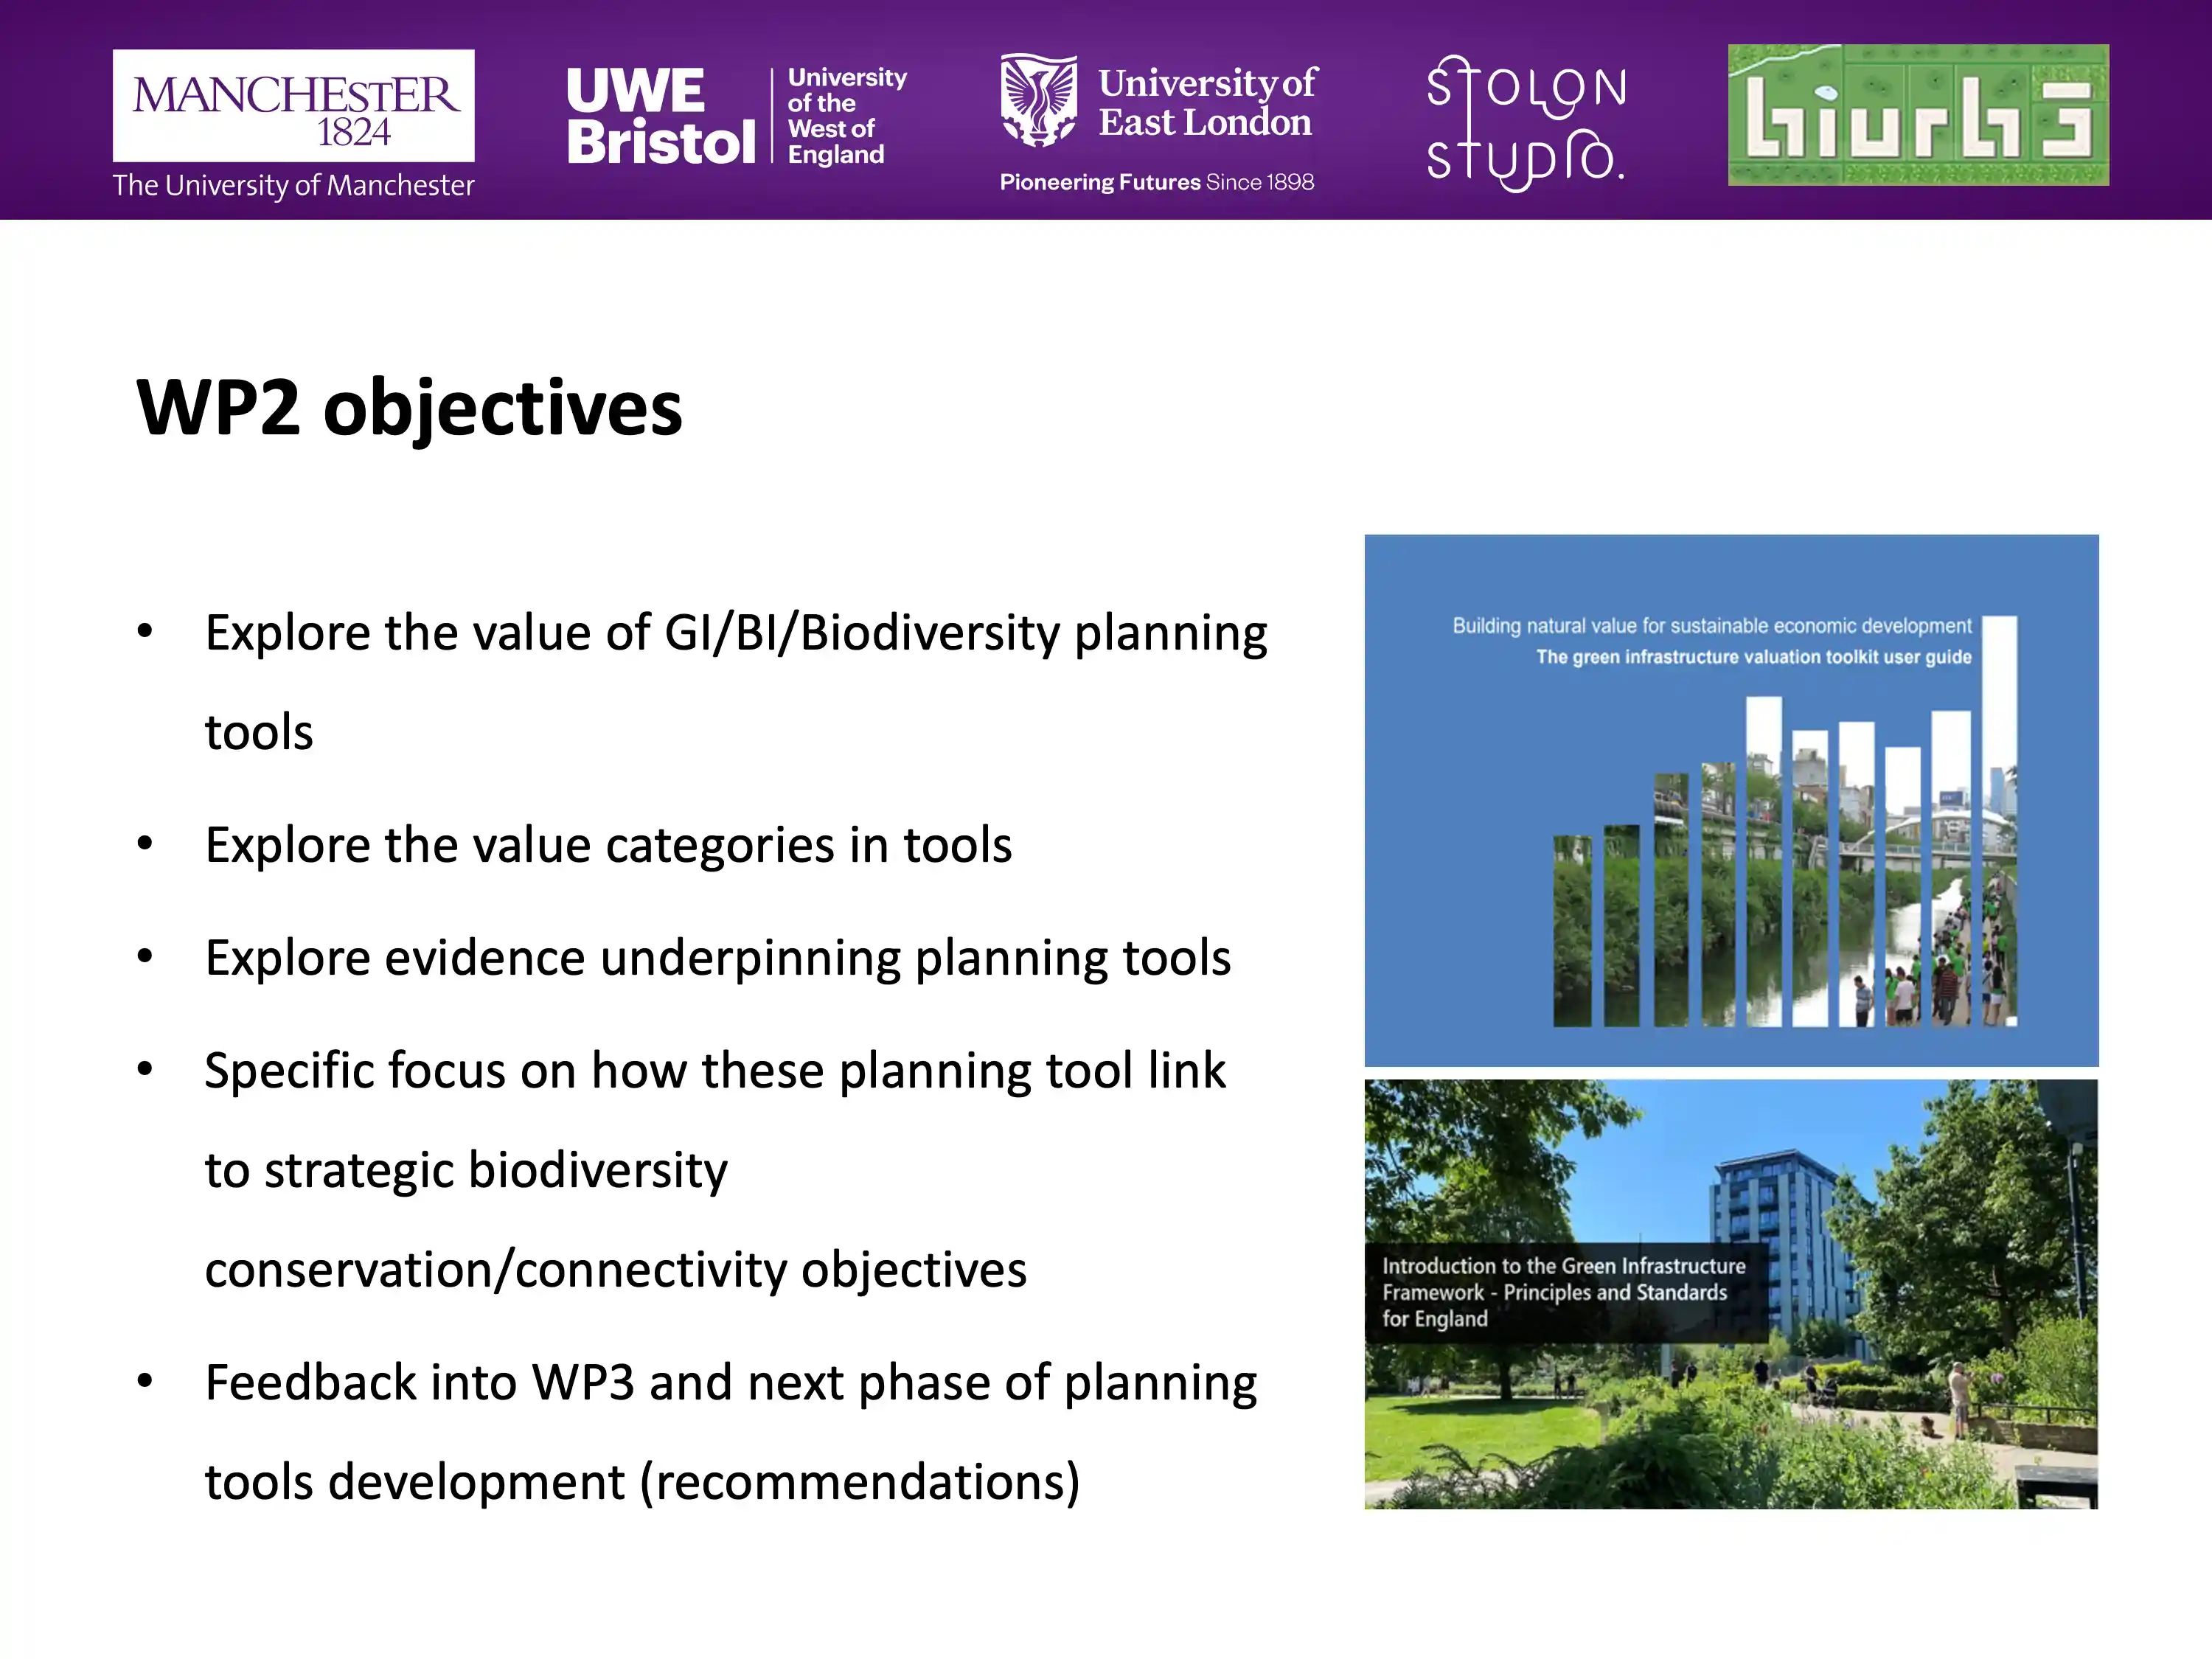 MANCHESTER
1824
The University of Manchester
UWE
Bristol
University
of the
West of
England
University of
East London
Pioneering Futures Since 1898
STOLON
STUDIO.
biurbs
WP2 objectives
• Explore the value of GI/BI/Biodiversity planning
tools
• Explore the value categories in tools
• Explore evidence underpinning planning tools
• Specific focus on how these planning tool link
to strategic biodiversity
conservation/connectivity objectives
• Feedback into WP3 and next phase of planning
tools development (recommendations)
Building natural value for sustainable economic development
The green infrastructure valuation toolkit user guide
Introduction to the Green Infrastructure
Framework - Principles and Standards
for England